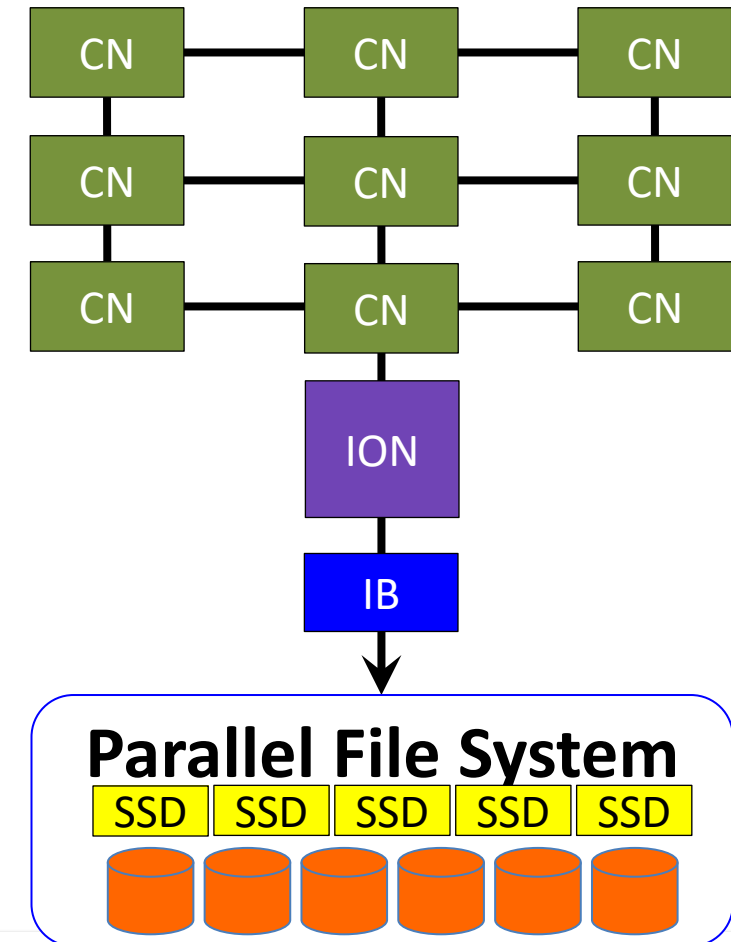 CN CN CN
CN CN CN
CN CN CN
ION
IB
Parallel File System
SSD SSD SSD SSD SSD